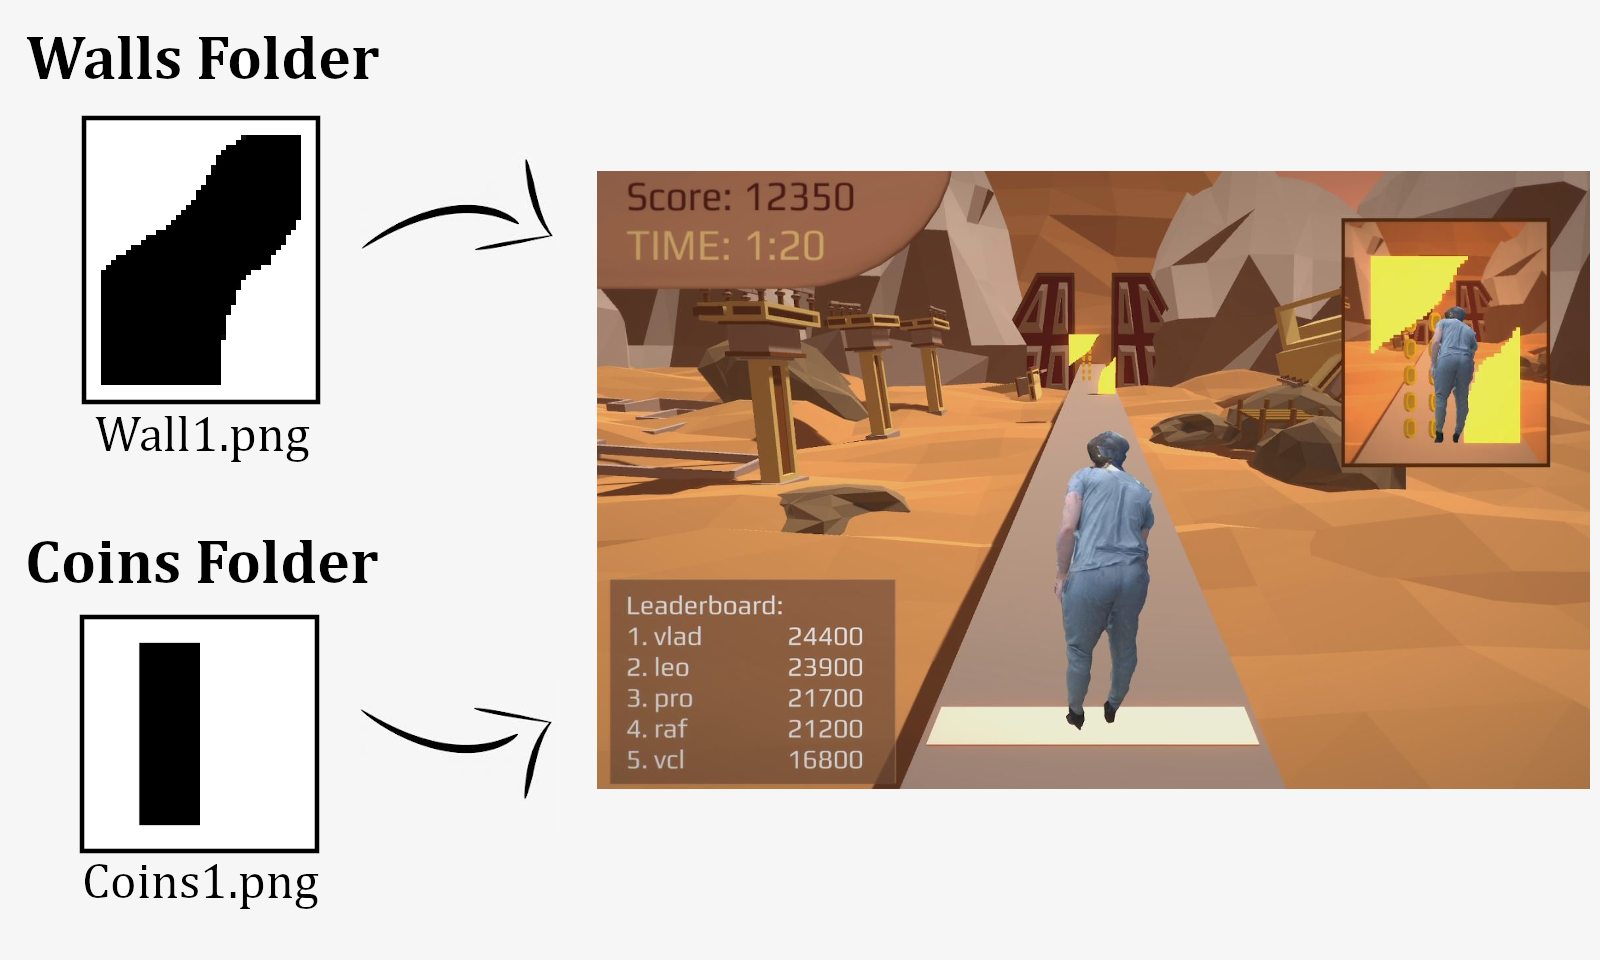 Walls Folder
Wall1.png
Coins Folder
Coins1.png
Score: 12350
TIME: 1:20
Leaderboard:
1. vlad 24400
2. leo 23900
3. pro 21700
4. raf 21200
5. vcl 16800